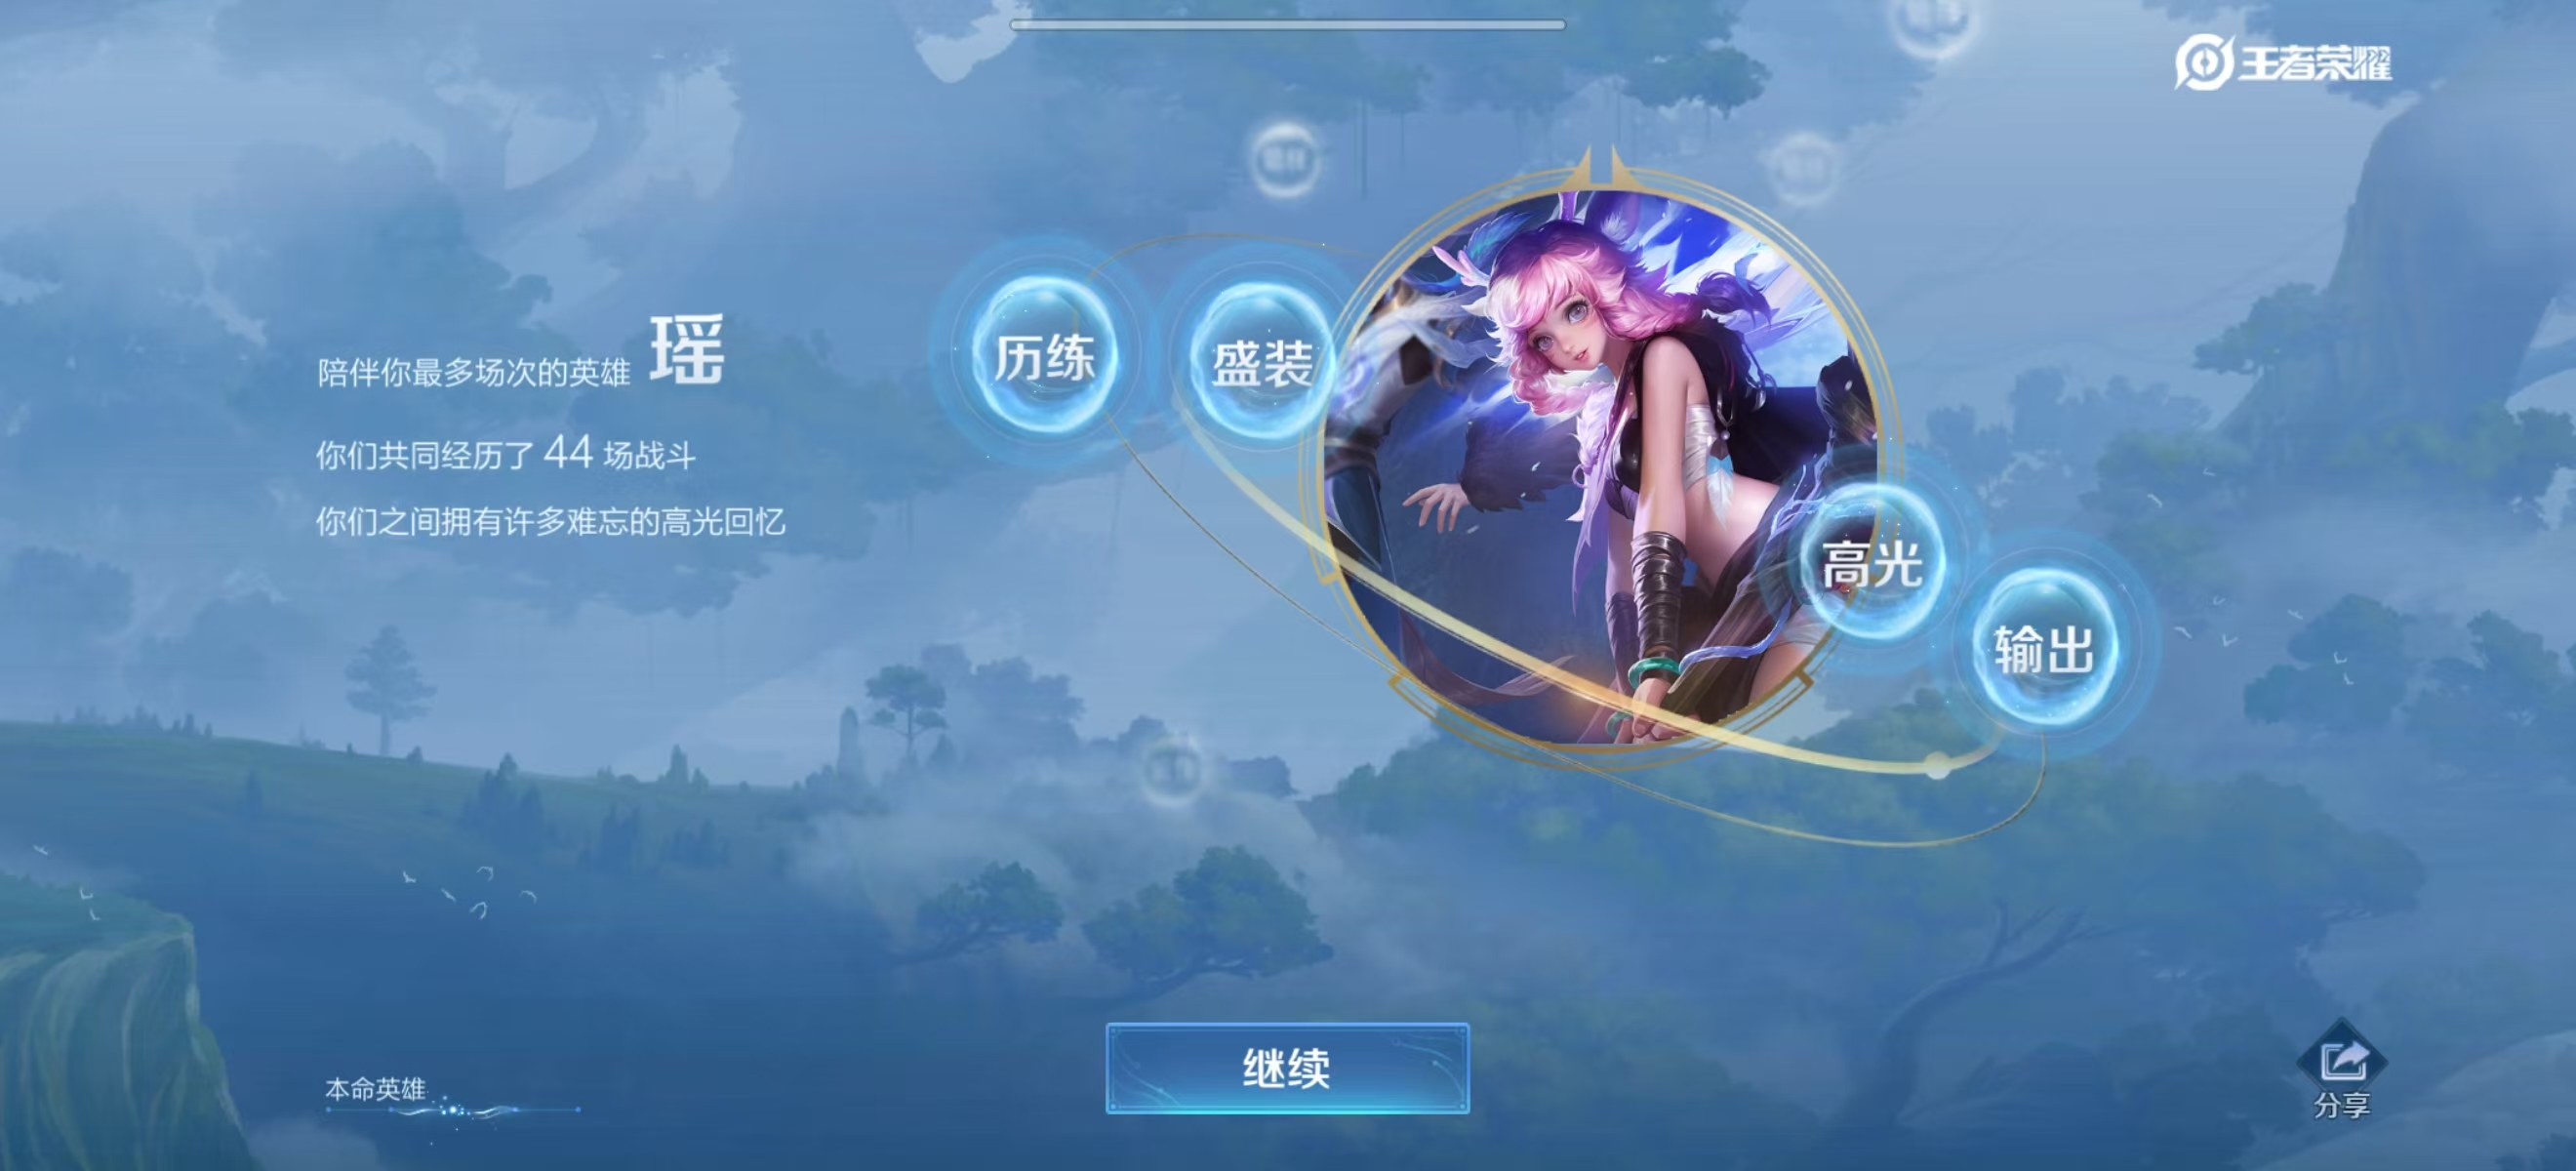 王者荣耀
陪伴你最多场次的英雄 瑶
你们共同经历了 44 场战斗
你们之间拥有许多难忘的高光回忆
历练
盛装
高光
输出
继续
本命英雄
分享